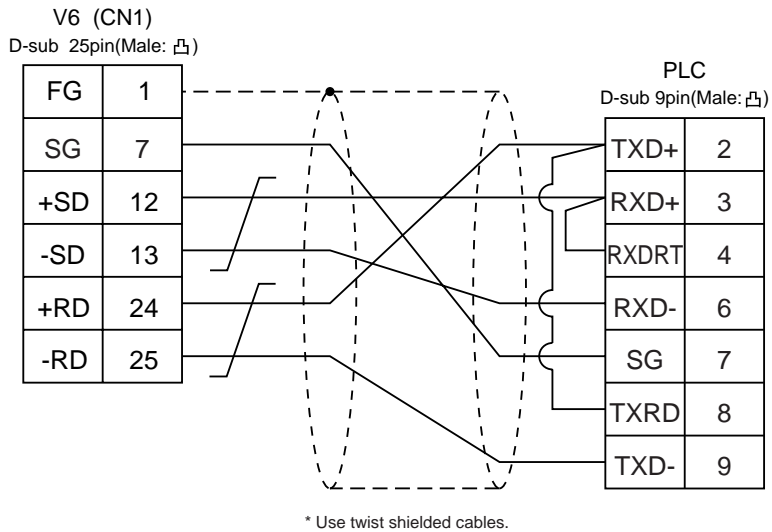 V6 (CN1)
D-sub 25pin(Male: 凸)
FG 1
SG 7
+SD 12
-SD 13
+RD 24
-RD 25
PLC
D-sub 9pin(Male:凸)
TXD+ 2
RXD+ 3
RXDRT 4
RXD- 6
SG 7
TXRD 8
TXD- 9
* Use twist shielded cables.